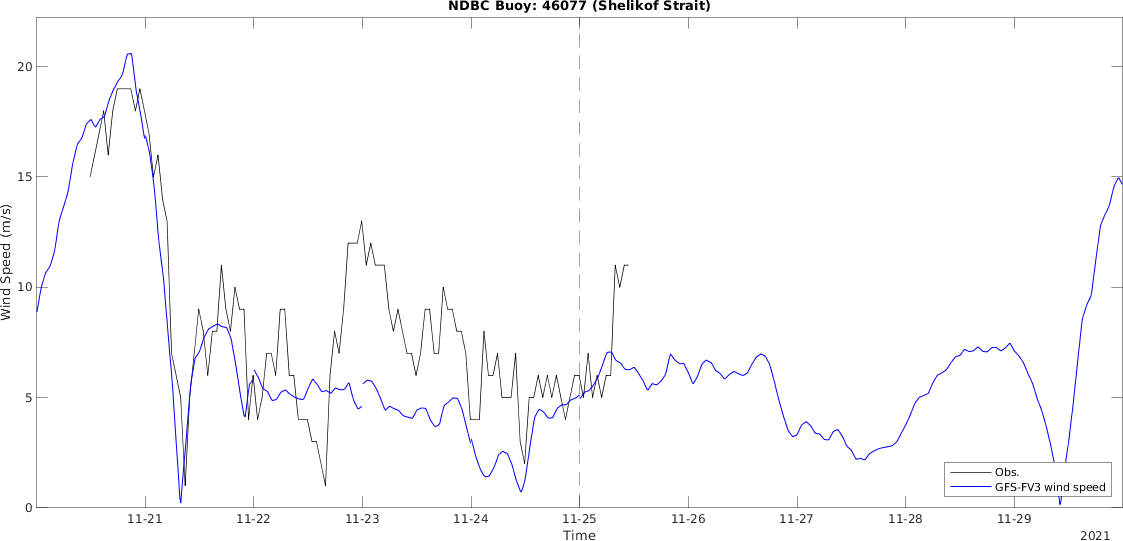 NDBC Buoy: 46077 (Shelikof Strait)
Wind Speed (m/s)
20
15
10
5
0
11-21 11-22 11-23 11-24 11-25 11-26 11-27 11-28 11-29
Time
2021
Obs.
GFS-FV3 wind speed